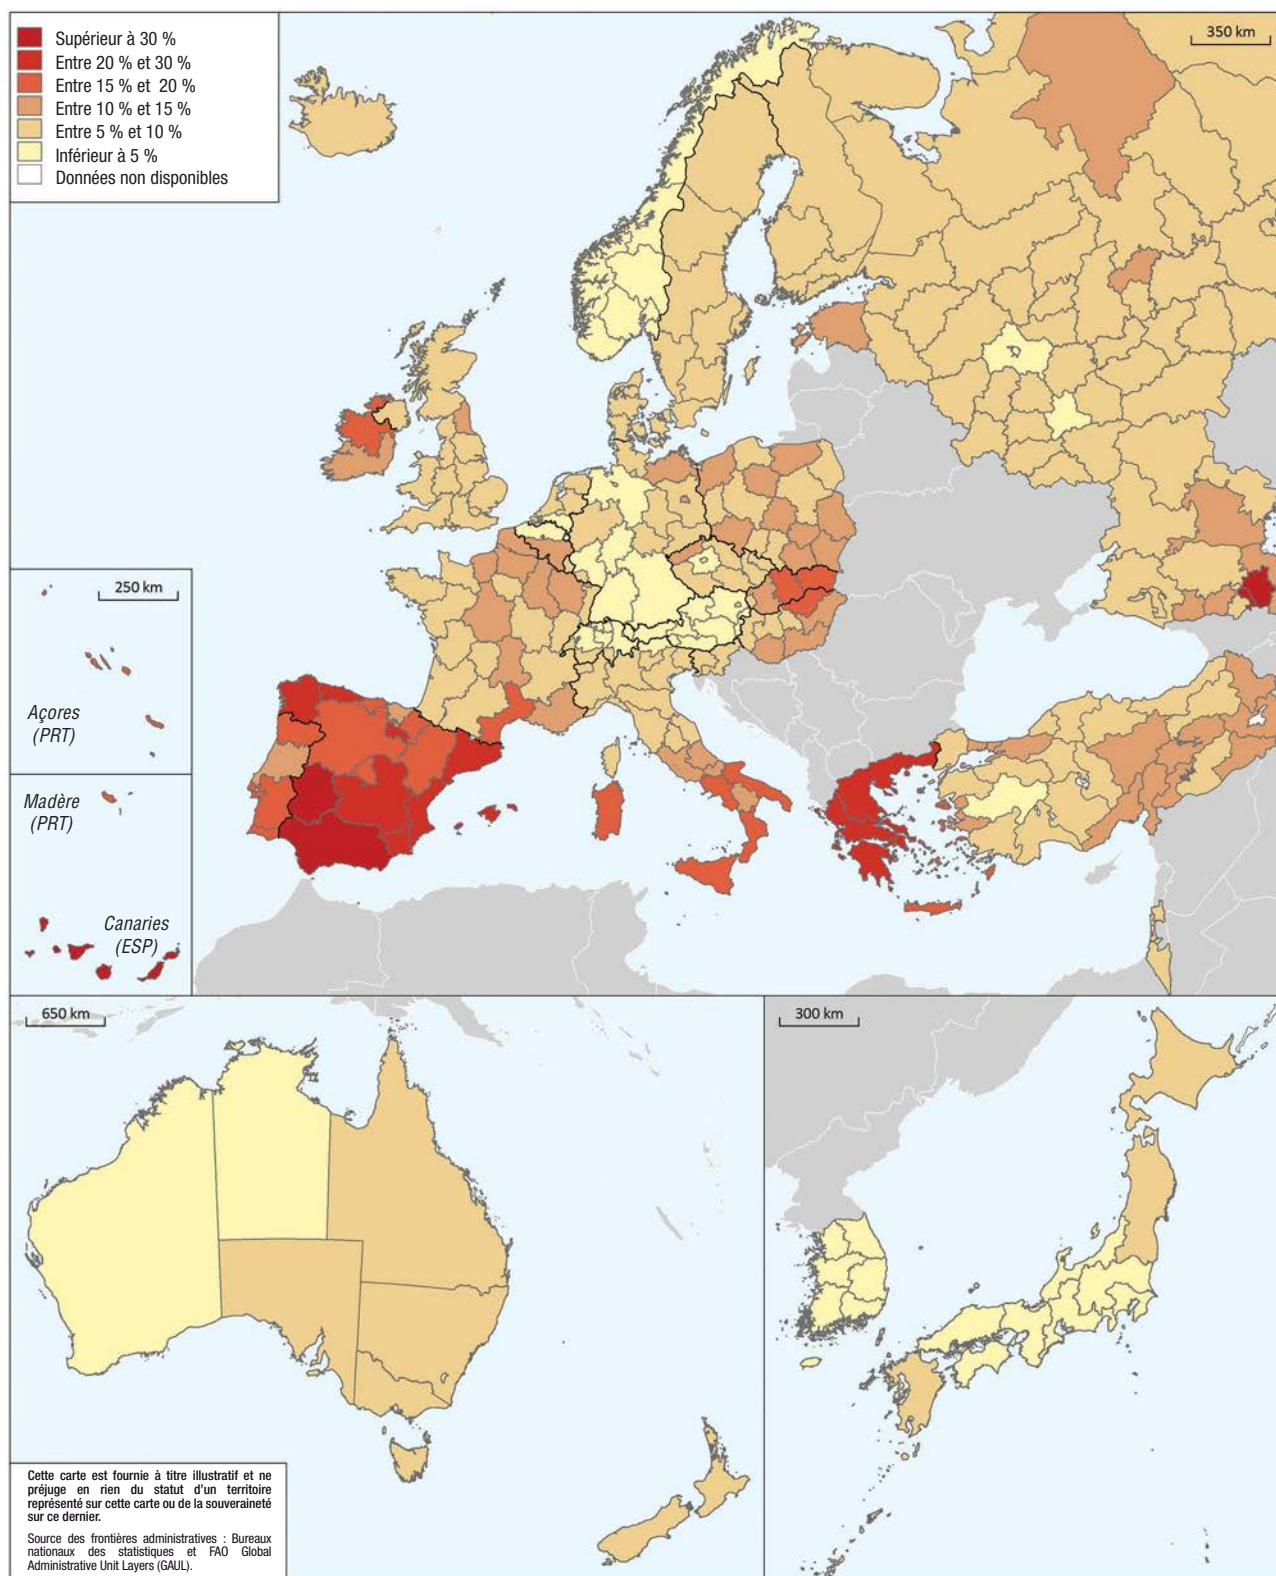 Supérieur à 30 %
Entre 20 % et 30 %
Entre 15 % et  20 %
Entre 10 % et 15 %
Entre 5 % et 10 %
Inférieur à 5 %
Données non disponibles
350 km
250 km
Açores
(PRT)
Madère
(PRT)
Canaries
(ESP)
650 km
300 km
Cette carte est fournie à titre illustratif et ne
préjuge en rien du statut d'un territoire
représenté sur cette carte ou de la souveraineté
sur ce dernier.
Source des frontières administratives : Bureaux
nationaux des statistiques et FAO Global
Administrative Unit Layers (GAUL).